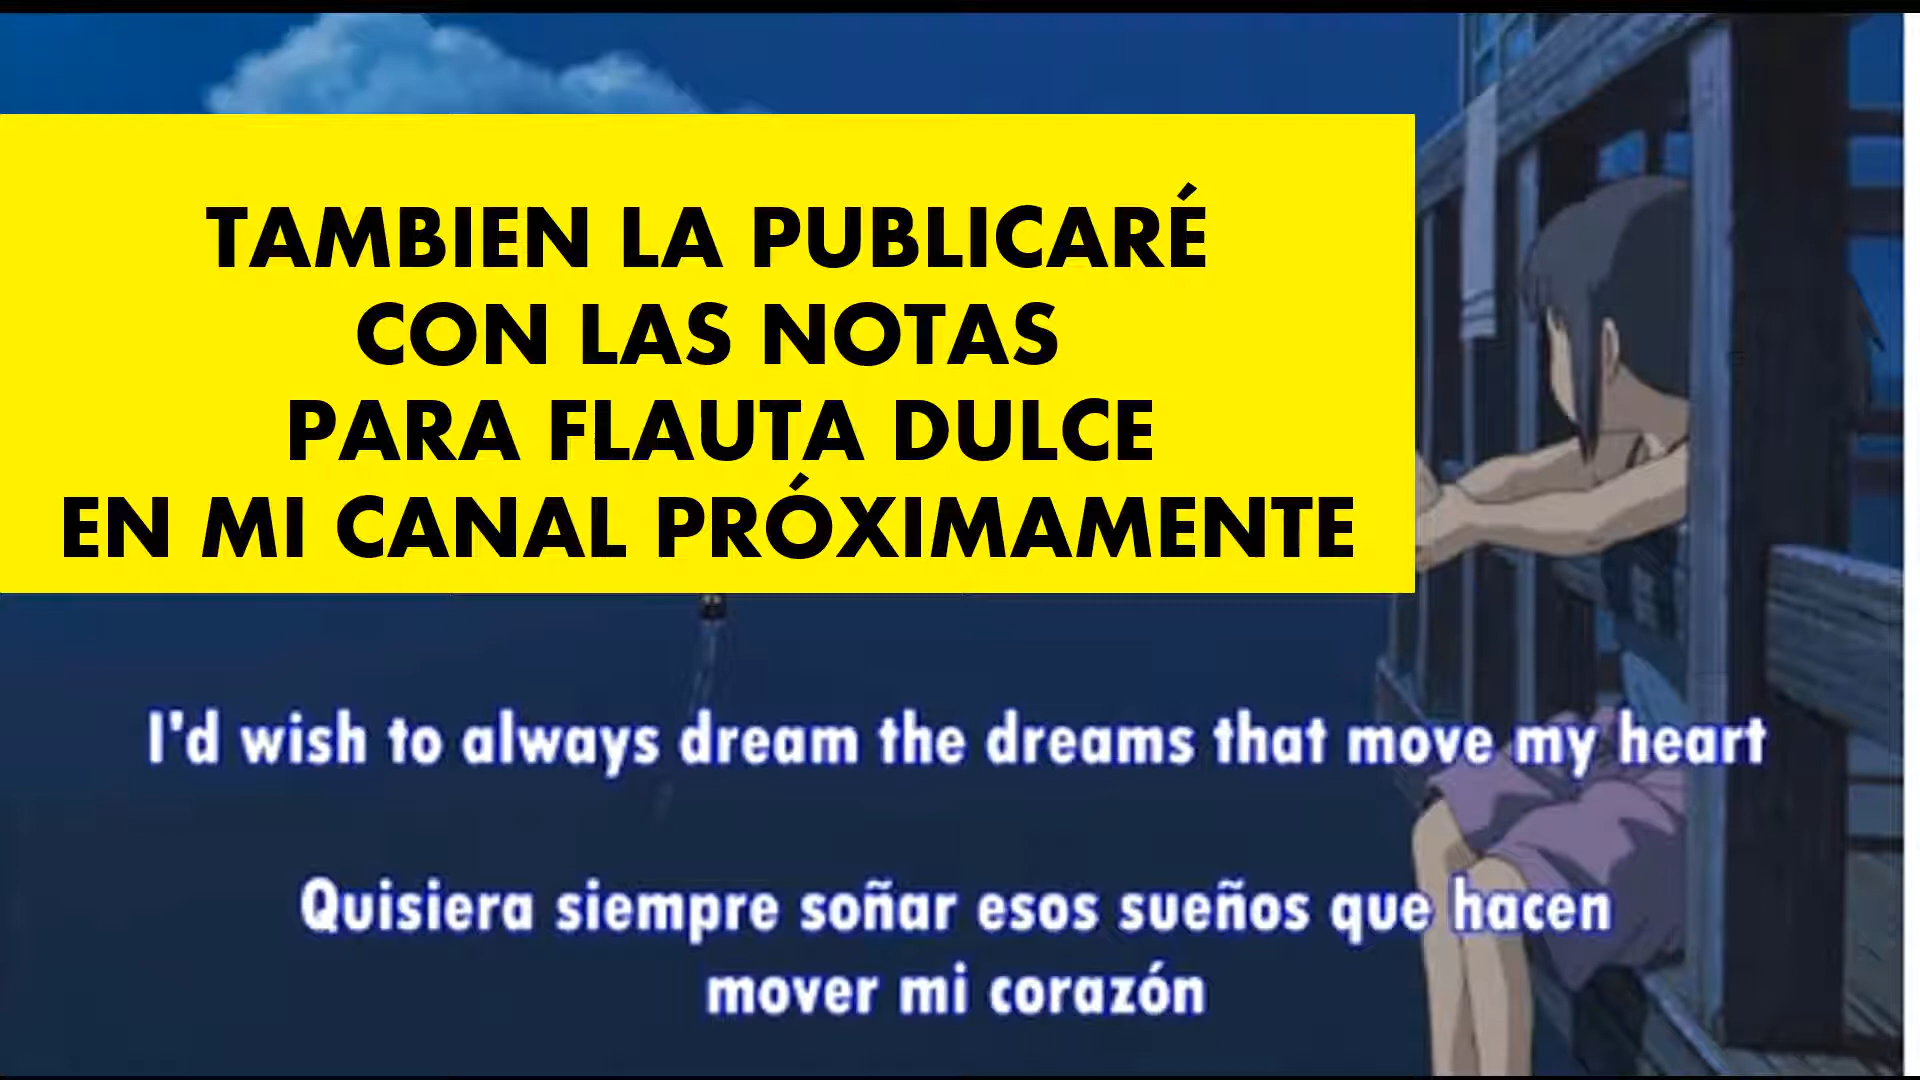 TAMBIEN LA PUBLICARÉ
CON LAS NOTAS
PARA FLAUTA DULCE
EN MI CANAL PRÓXIMAMENTE
I'd wish to always dream the dreams that move my heart
Quisiera siempre soñar esos sueños que hacen
mover mi corazón